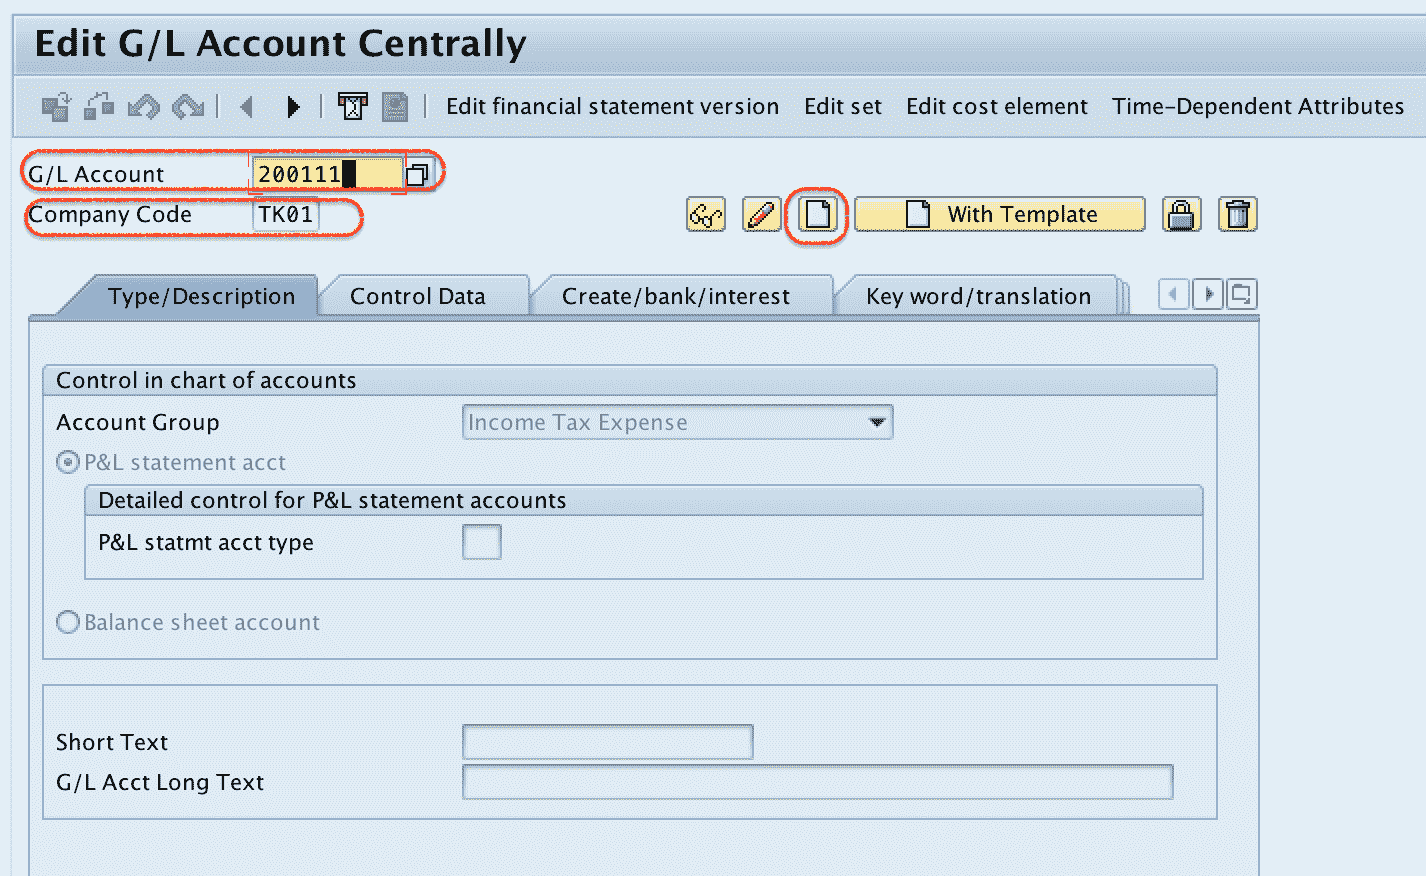 Edit G/L Account Centrally
Edit financial statement version Edit set Edit cost element Time-Dependent Attributes
G/L Account 200111
Company Code TK01 With Template
Type/Description Control Data Create/bank/interest Key word/translation
Control in chart of accounts
Account Group Income Tax Expense
P&L statement acct
Detailed control for P&L statement accounts
P&L statmt acct type
Balance sheet account
Short Text
G/L Acct Long Text